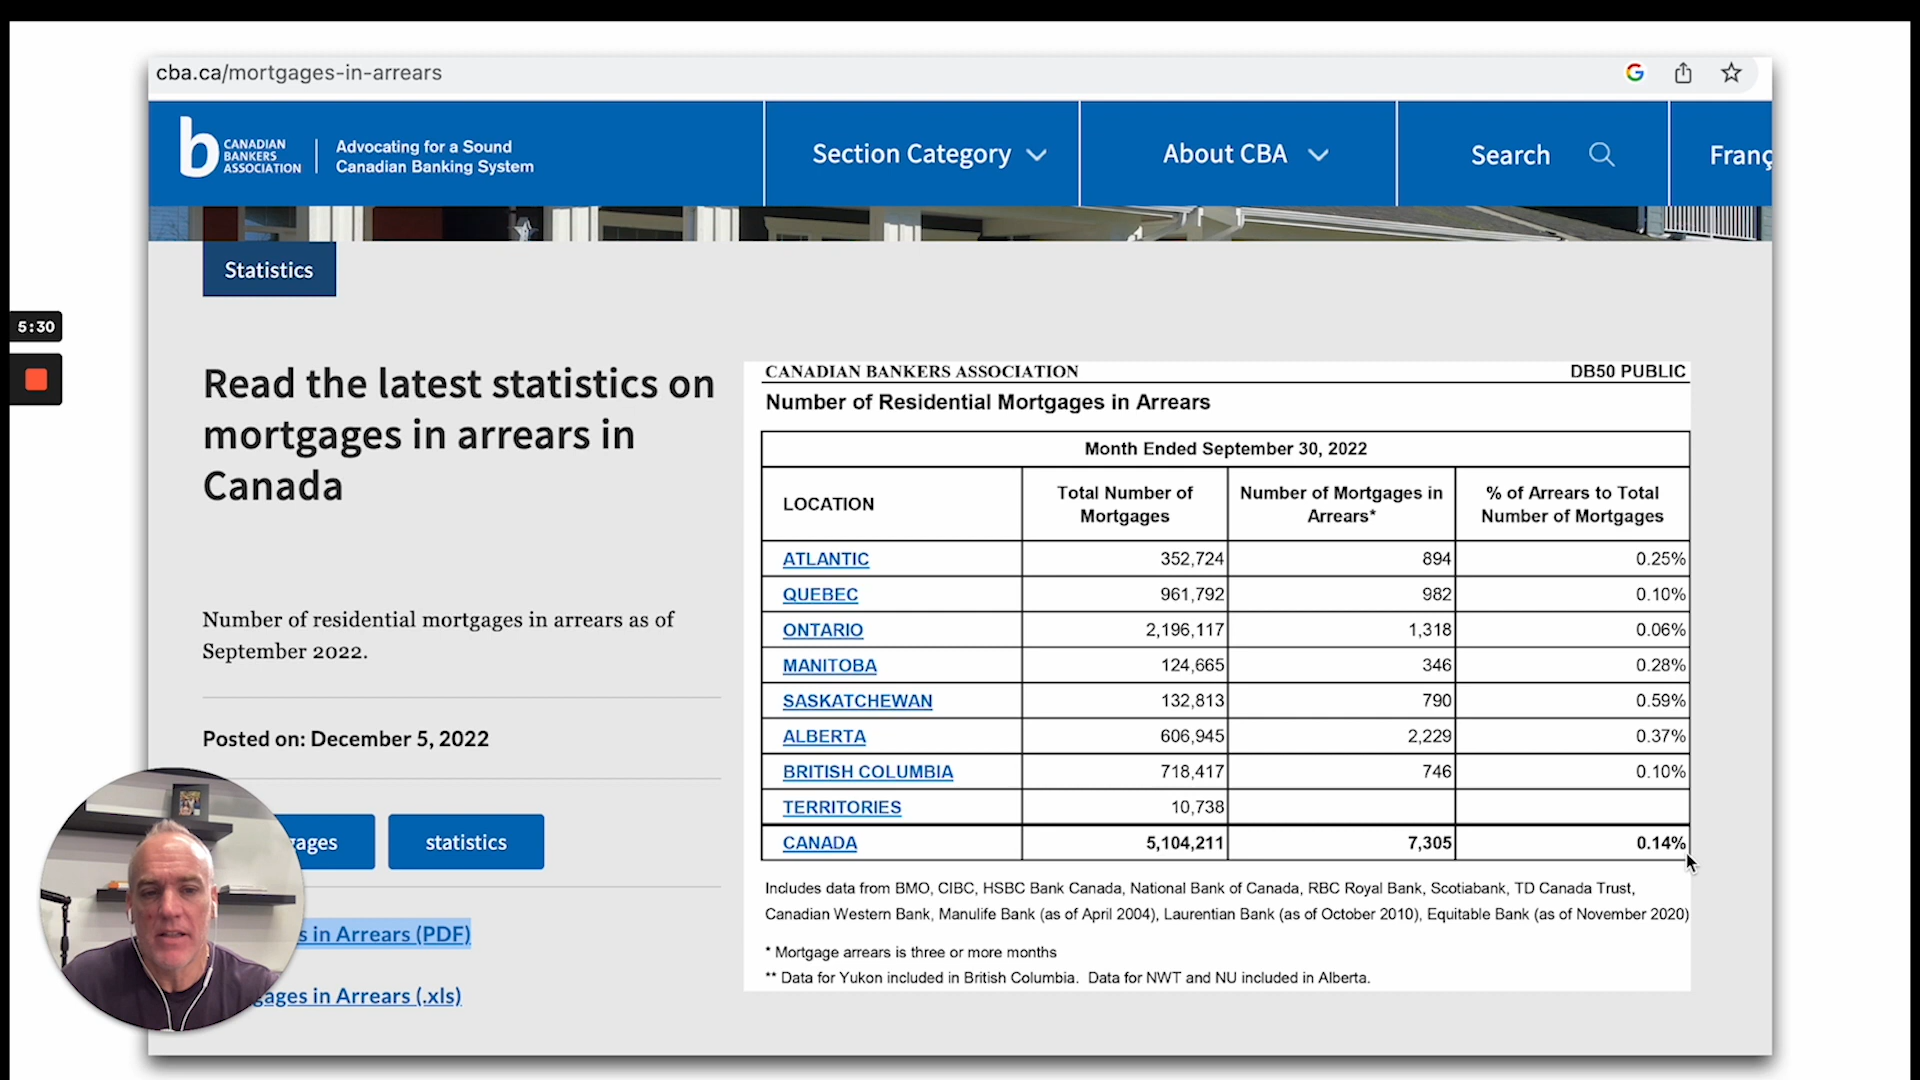 cba.ca/mortgages-in-arrears
b
CANADIAN
BANKERS
ASSOCIATION
Advocating for a Sound
Canadian Banking System
Section Category
About CBA
Search
Franç
Statistics
5:30
Read the latest statistics on
mortgages in arrears in
Canada
Number of residential mortgages in arrears as of
September 2022.
Posted on: December 5, 2022
gages
statistics
s in Arrears (PDF)
gages in Arrears (.xls)
CANADIAN BANKERS ASSOCIATION DB50 PUBLIC
Number of Residential Mortgages in Arrears
Month Ended September 30, 2022
LOCATION Total Number of Mortgages Number of Mortgages in Arrears* % of Arrears to Total Number of Mortgages
ATLANTIC 352,724 894 0.25%
QUEBEC 961,792 982 0.10%
ONTARIO 2,196,117 1,318 0.06%
MANITOBA 124,665 346 0.28%
SASKATCHEWAN 132,813 790 0.59%
ALBERTA 606,945 2,229 0.37%
BRITISH COLUMBIA 718,417 746 0.10%
TERRITORIES 10,738
CANADA 5,104,211 7,305 0.14%
Includes data from BMO, CIBC, HSBC Bank Canada, National Bank of Canada, RBC Royal Bank, Scotiabank, TD Canada Trust,
Canadian Western Bank, Manulife Bank (as of April 2004), Laurentian Bank (as of October 2010), Equitable Bank (as of November 2020)
* Mortgage arrears is three or more months
** Data for Yukon included in British Columbia. Data for NWT and NU included in Alberta.